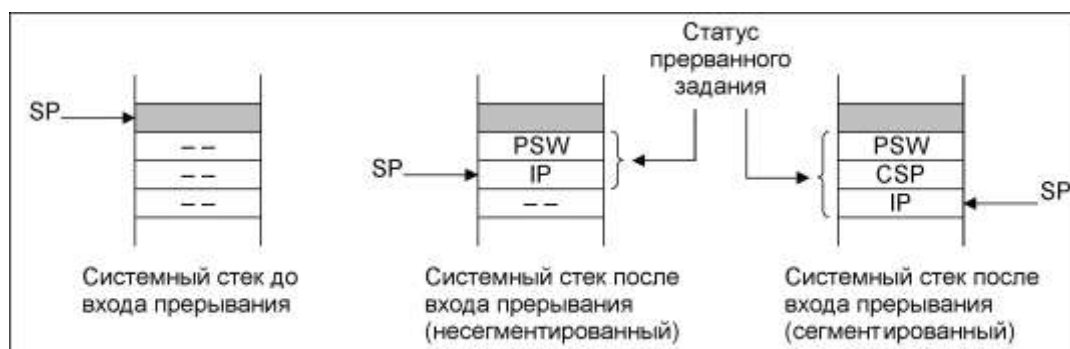 Статус
прерванного
задания
SP
– –
– –
– –
SP
PSW
IP
– –
PSW
CSP
IP
SP
Системный стек до
входа прерывания
Системный стек после
входа прерывания
(несегментированный)
Системный стек после
входа прерывания
(сегментированный)